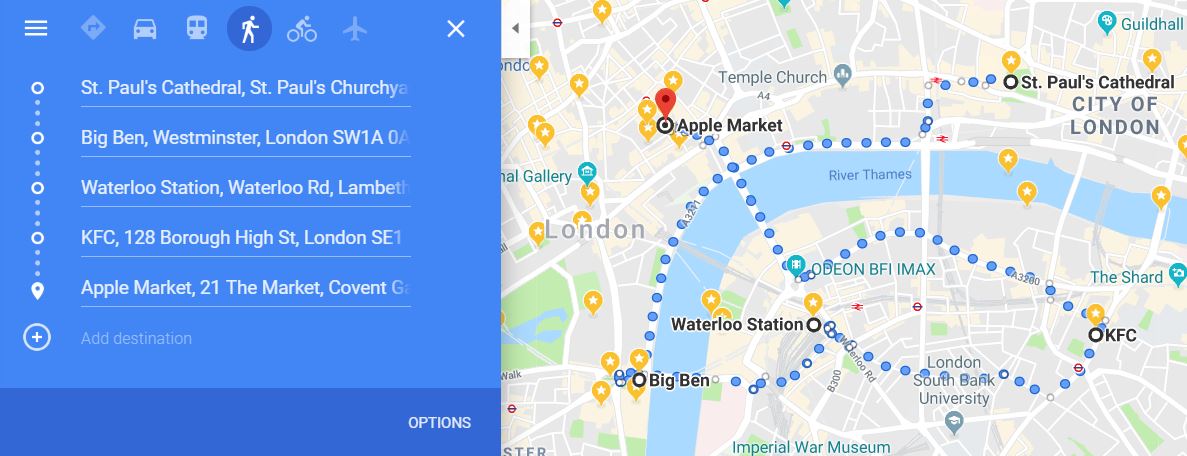 St. Paul's Cathedral, St. Paul's Churchya
Big Ben, Westminster, London SW1A 0A
Waterloo Station, Waterloo Rd, Lambeth
KFC, 128 Borough High St, London SE1
Apple Market, 21 The Market, Covent Ga
Add destination
OPTIONS
Guildhall
Temple Church
A4
St. Paul's Cathedral
CITY OF
LONDON
Apple Market
nal Gallery
River Thames
A3211
London
ODEON BFI IMAX
A3200
The Shard
Waterloo Station
KFC
Waterloo Rd
B300
London
South Bank
University
Walk
Big Ben
Imperial War Museum
STER